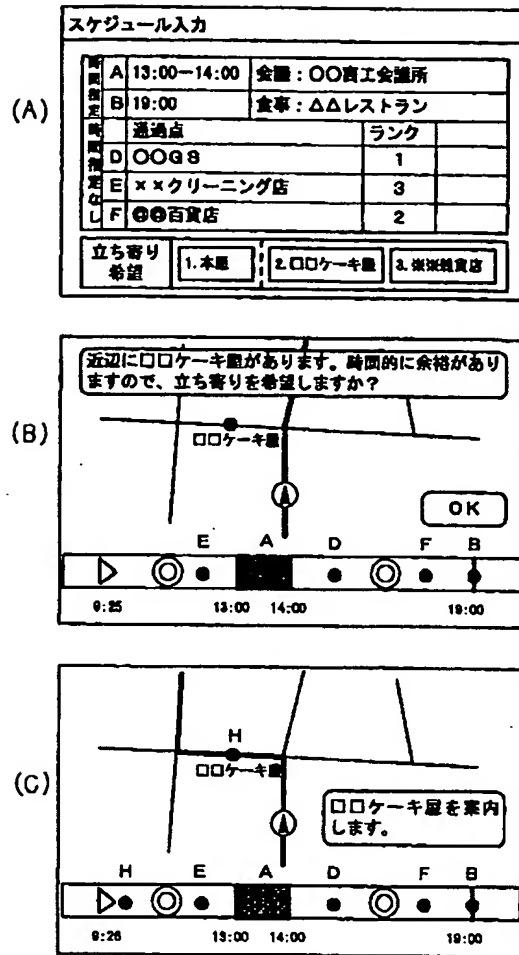 (A)
スケジュール入力
時間指定 A 13:00—14:00 会議：〇〇商工会議所
B 19:00 食事：△△レストラン
時間指定なし 通過点 ランク
D 〇〇GS 1
E ××クリーニング店 3
F ⊕⊕百貨店 2
立ち寄り希望 1.本屋 2.□□ケーキ屋 3.※※雑貨店
(B)
近辺に□□ケーキ屋があります。時間的に余裕があり
ますので、立ち寄りを希望しますか？
□□ケーキ屋
OK
E A D F B
9:25 13:00 14:00 19:00
(C)
H
□□ケーキ屋
□□ケーキ屋を案内
します。
H E A D F B
9:26 13:00 14:00 19:00